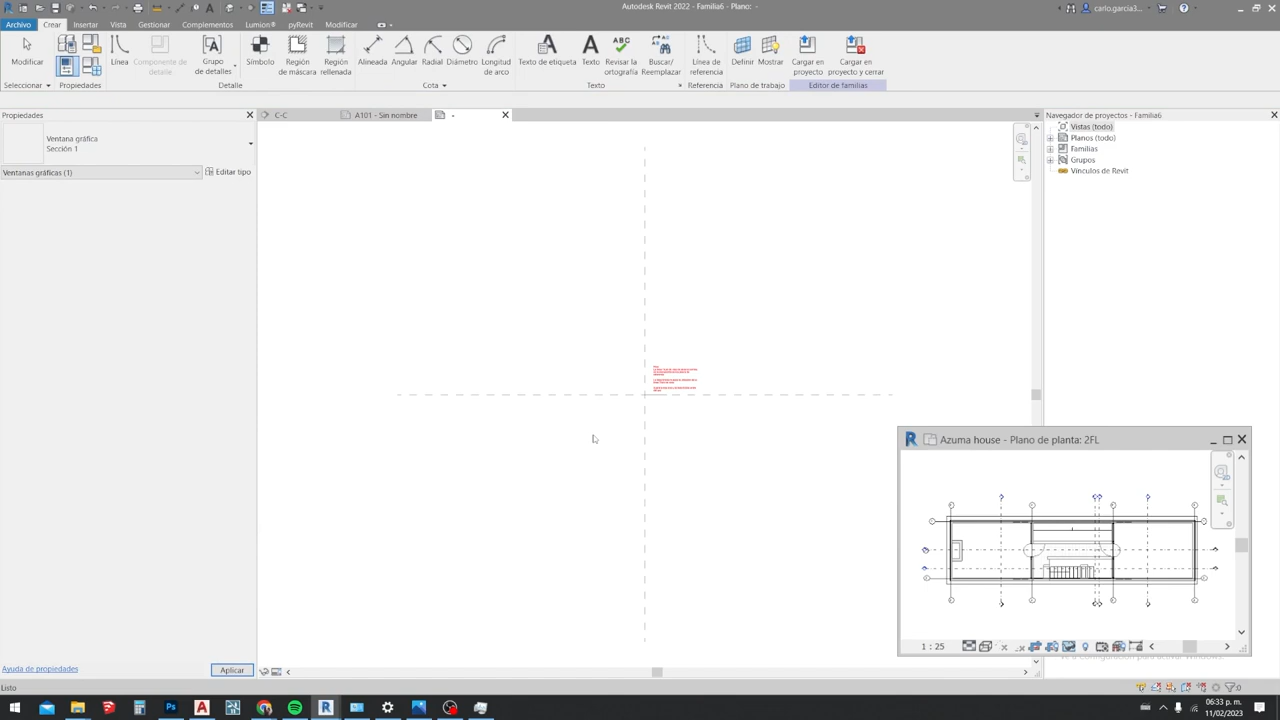 Autodesk Revit 2022 - Familia6 - Plano: -
carlo.garcia3...
Archivo Crear Insertar Vista Gestionar Complementos Lumion® pyRevit Modificar
Modificar
Línea
Componente de detalle
Grupo de detalles
Símbolo
Región de máscara
Región rellenada
Alineada
Angular
Radial
Diámetro
Longitud de arco
Texto de etiqueta
Texto
Revisar la ortografía
Buscar/ Reemplazar
Línea de referencia
Definir
Mostrar
Cargar en proyecto
Cargar en proyecto y cerrar
Seleccionar Propiedades Detalle Cota Texto Referencia Plano de trabajo Editor de familias
Propiedades
C-C
A101 - Sin nombre
-
Navegador de proyectos - Familia6
Ventana gráfica
Sección 1
Ventanas gráficas (1)
Editar tipo
Vistas (todo)
Planos (todo)
Familias
Grupos
Vínculos de Revit
Azuma house - Plano de planta: 2FL
1 : 25
Ayuda de propiedades
Aplicar
Listo
:0
06:33 p. m.
11/02/2023